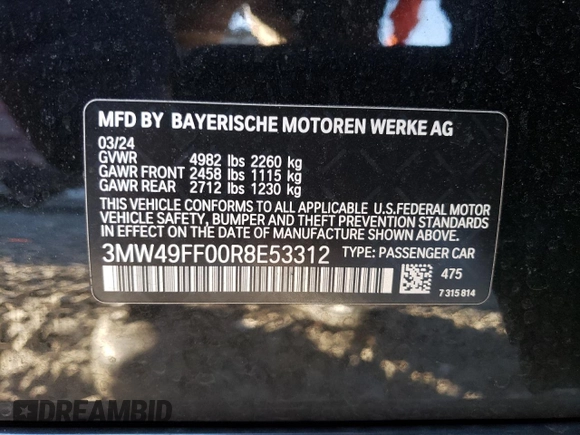 MFD BY BAYERISCHE MOTOREN WERKE AG
03/24
GVWR 4982 lbs 2260 kg
GAWR FRONT 2458 lbs 1115 kg
GAWR REAR 2712 lbs 1230 kg
THIS VEHICLE CONFORMS TO ALL APPLICABLE U.S.FEDERAL MOTOR
VEHICLE SAFETY, BUMPER AND THEFT PREVENTION STANDARDS
IN EFFECT ON THE DATE OF MANUFACTURE SHOWN ABOVE.
3MW49FF00R8E53312 TYPE: PASSENGER CAR
475
7 315 814
DREAMBID